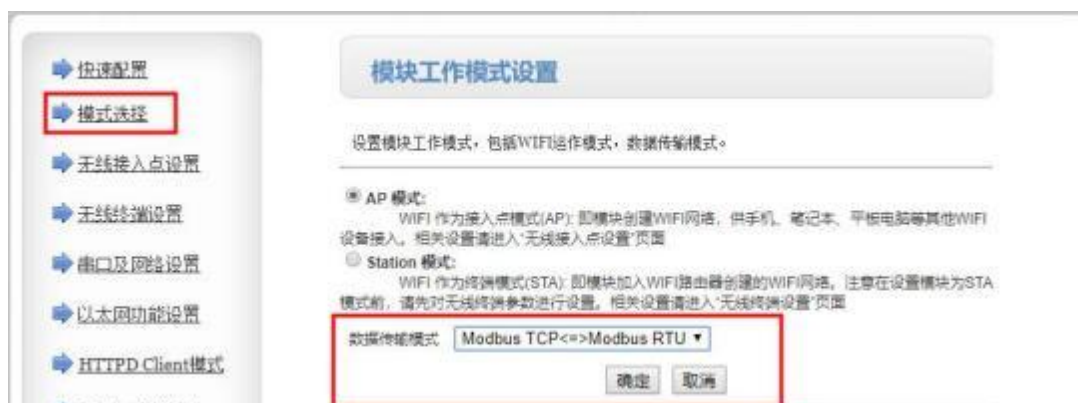 快速配置
模式选择
无线接入点设置
无线终端设置
串口及网络设置
以太网功能设置
HTTPD Client模式
模块工作模式设置
设置模块工作模式，包括WIFI运作模式，数据传输模式。
AP 模式:
WIFI 作为接入点模式(AP): 即模块创建WIFI网络，供手机、笔记本、平板电脑等其他WIFI
设备接入。相关设置请进入“无线接入点设置”页面
Station 模式:
WIFI 作为终端模式(STA): 即模块加入WIFI路由器创建的WIFI网络。注意在设置模块为STA
模式前，请先对无线终端参数进行设置。相关设置请进入“无线终端设置”页面
数据传输模式 Modbus TCP<=>Modbus RTU
确定 取消